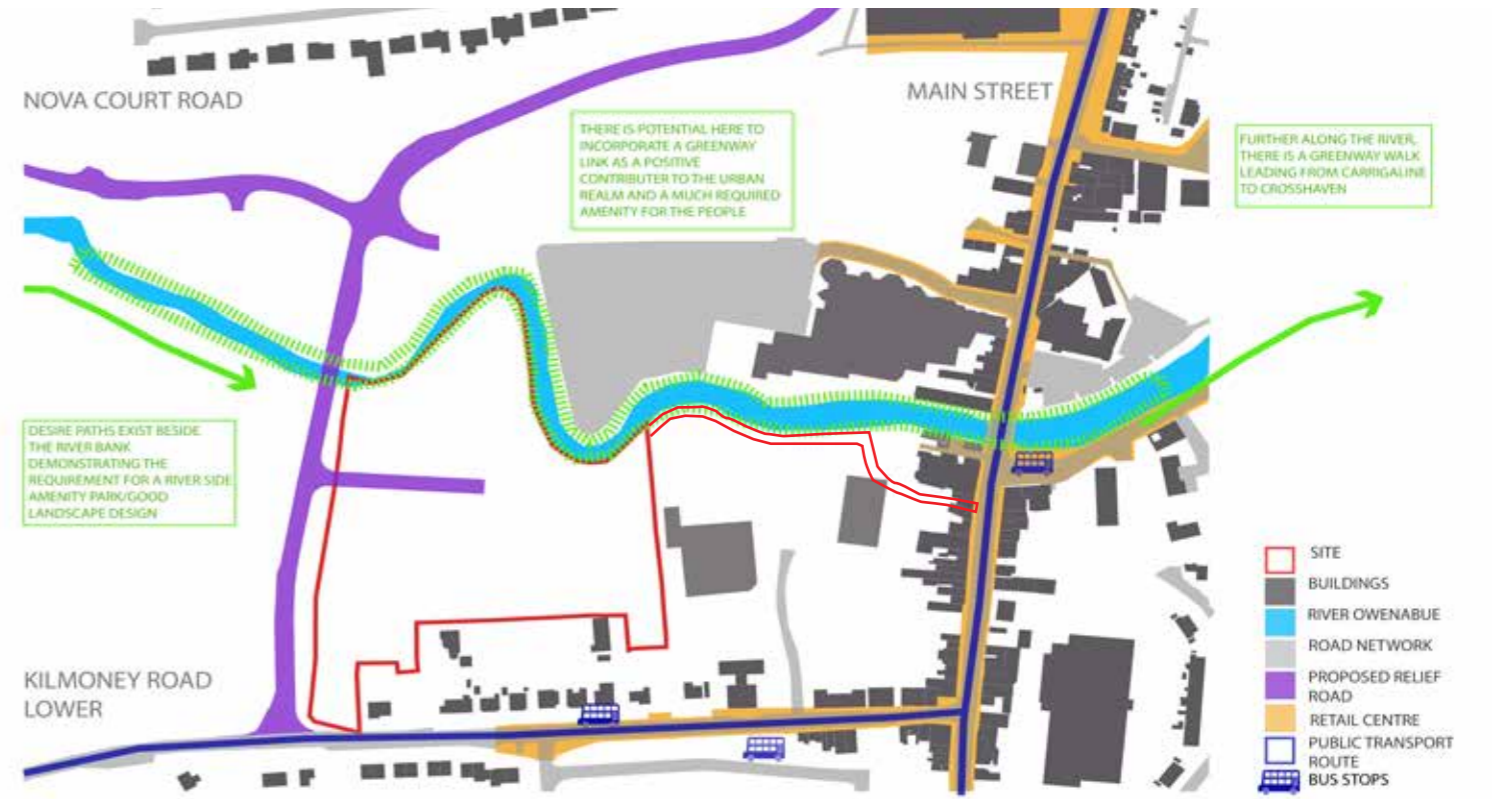 NOVA COURT ROAD
MAIN STREET
THERE IS POTENTIAL HERE TO
INCORPORATE A GREENWAY
LINK AS A POSITIVE
CONTRIBUTER TO THE URBAN
REALM AND A MUCH REQUIRED
AMENITY FOR THE PEOPLE
FURTHER ALONG THE RIVER,
THERE IS A GREENWAY WALK
LEADING FROM CARRIGALINE
TO CROSSHAVEN
DESIRE PATHS EXIST BESIDE
THE RIVER BANK
DEMONSTRATING THE
REQUIREMENT FOR A RIVER SIDE
AMENITY PARK/GOOD
LANDSCAPE DESIGN
KILMONEY ROAD
LOWER
SITE
BUILDINGS
RIVER OWENABUE
ROAD NETWORK
PROPOSED RELIEF
ROAD
RETAIL CENTRE
PUBLIC TRANSPORT
ROUTE
BUS STOPS